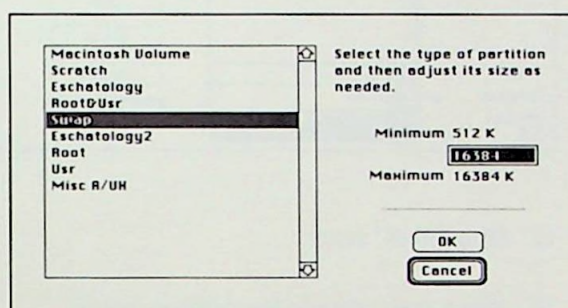 Macintosh Volume
Scratch
Eschatology
Root&Usr
Swap
Eschatology2
Root
Usr
Misc A/UX
Select the type of partition
and then adjust its size as
needed.
Minimum 512 K
16384
Maximum 16384 K
OK
Cancel